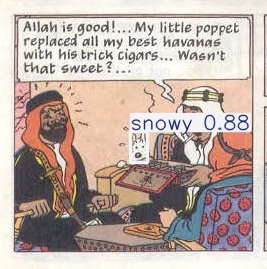 Allah is good!... My little poppet
replaced all my best havanas
with his trick cigars... Wasn't
that sweet?...
snowy 0.88